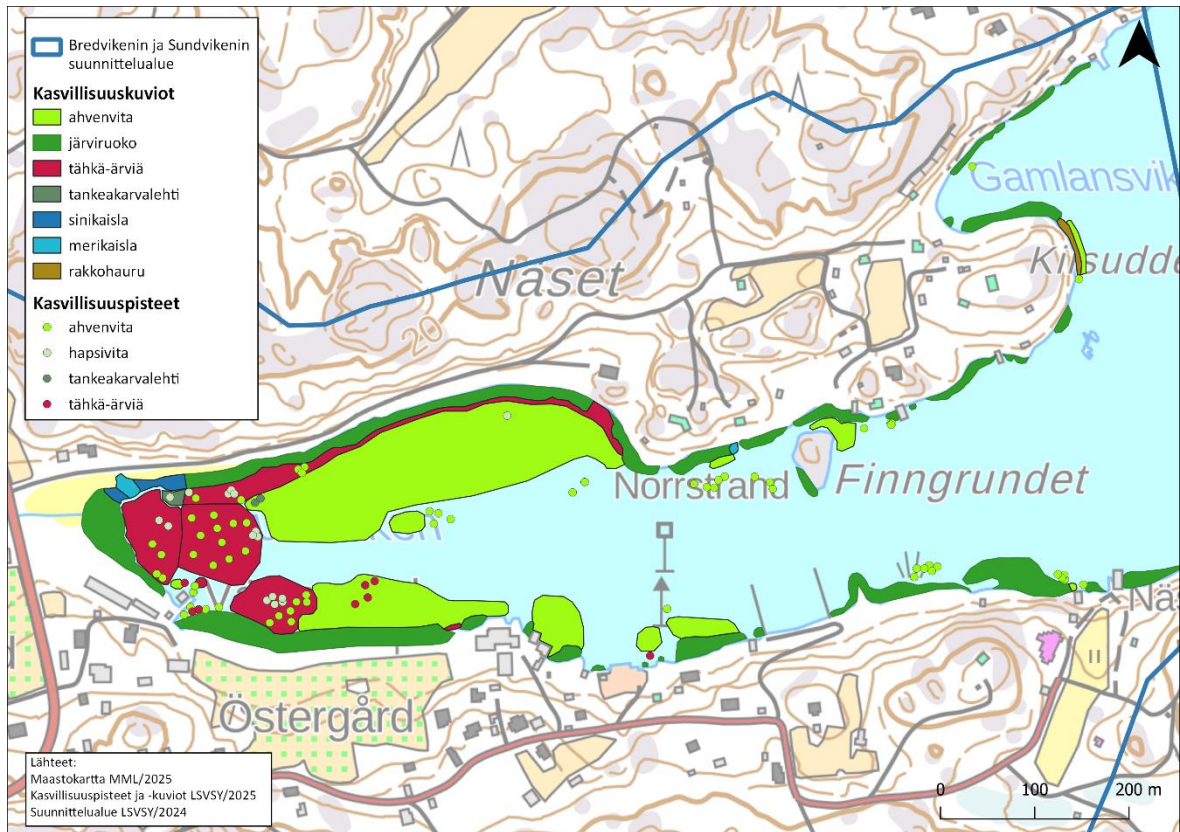 Bredvikenin ja Sundvikenin
suunnittelualue
Kasvillisuuskuviot
ahvenvita
järviruoko
tähkä-ärviä
tankeakarvalehti
sinikaisla
merikaisla
rakkohauru
Kasvillisuuspisteet
ahvenvita
hapsivita
tankeakarvalehti
tähkä-ärviä
Gamlansvik
Näset
20
Norrstrand
Finngrundet
Östergård
Lähteet:
Maastokartta MML/2025
Kasvillisuuspisteet ja -kuviot LSVSY/2025
Suunnittelualue LSVSY/2024
0 100 200 m